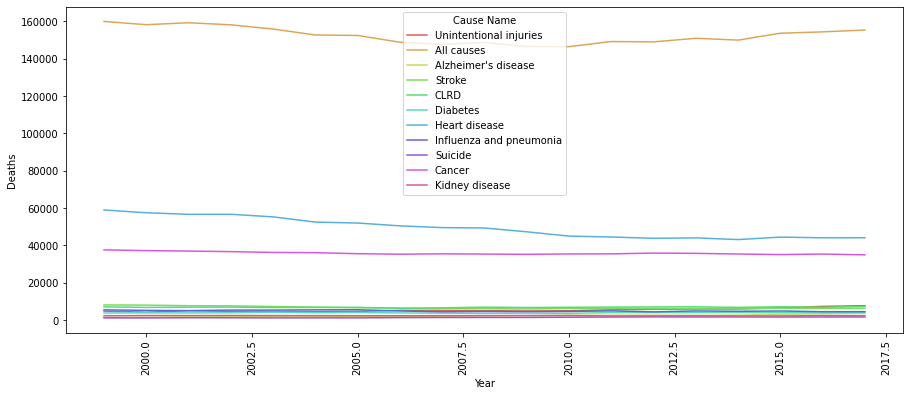 160000
140000
120000
100000
80000
60000
40000
20000
0
Deaths
Cause Name
Unintentional injuries
All causes
Alzheimer's disease
Stroke
CLRD
Diabetes
Heart disease
Influenza and pneumonia
Suicide
Cancer
Kidney disease
2000.0
2002.5
2005.0
2007.5
2010.0
2012.5
2015.0
2017.5
Year